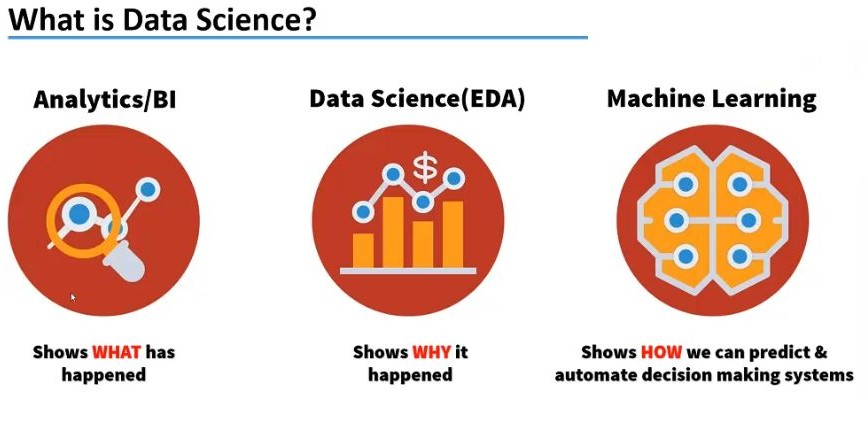 What is Data Science?
Analytics/BI
Data Science(EDA)
Machine Learning
$
Shows WHAT has
happened
Shows WHY it
happened
Shows HOW we can predict &
automate decision making systems